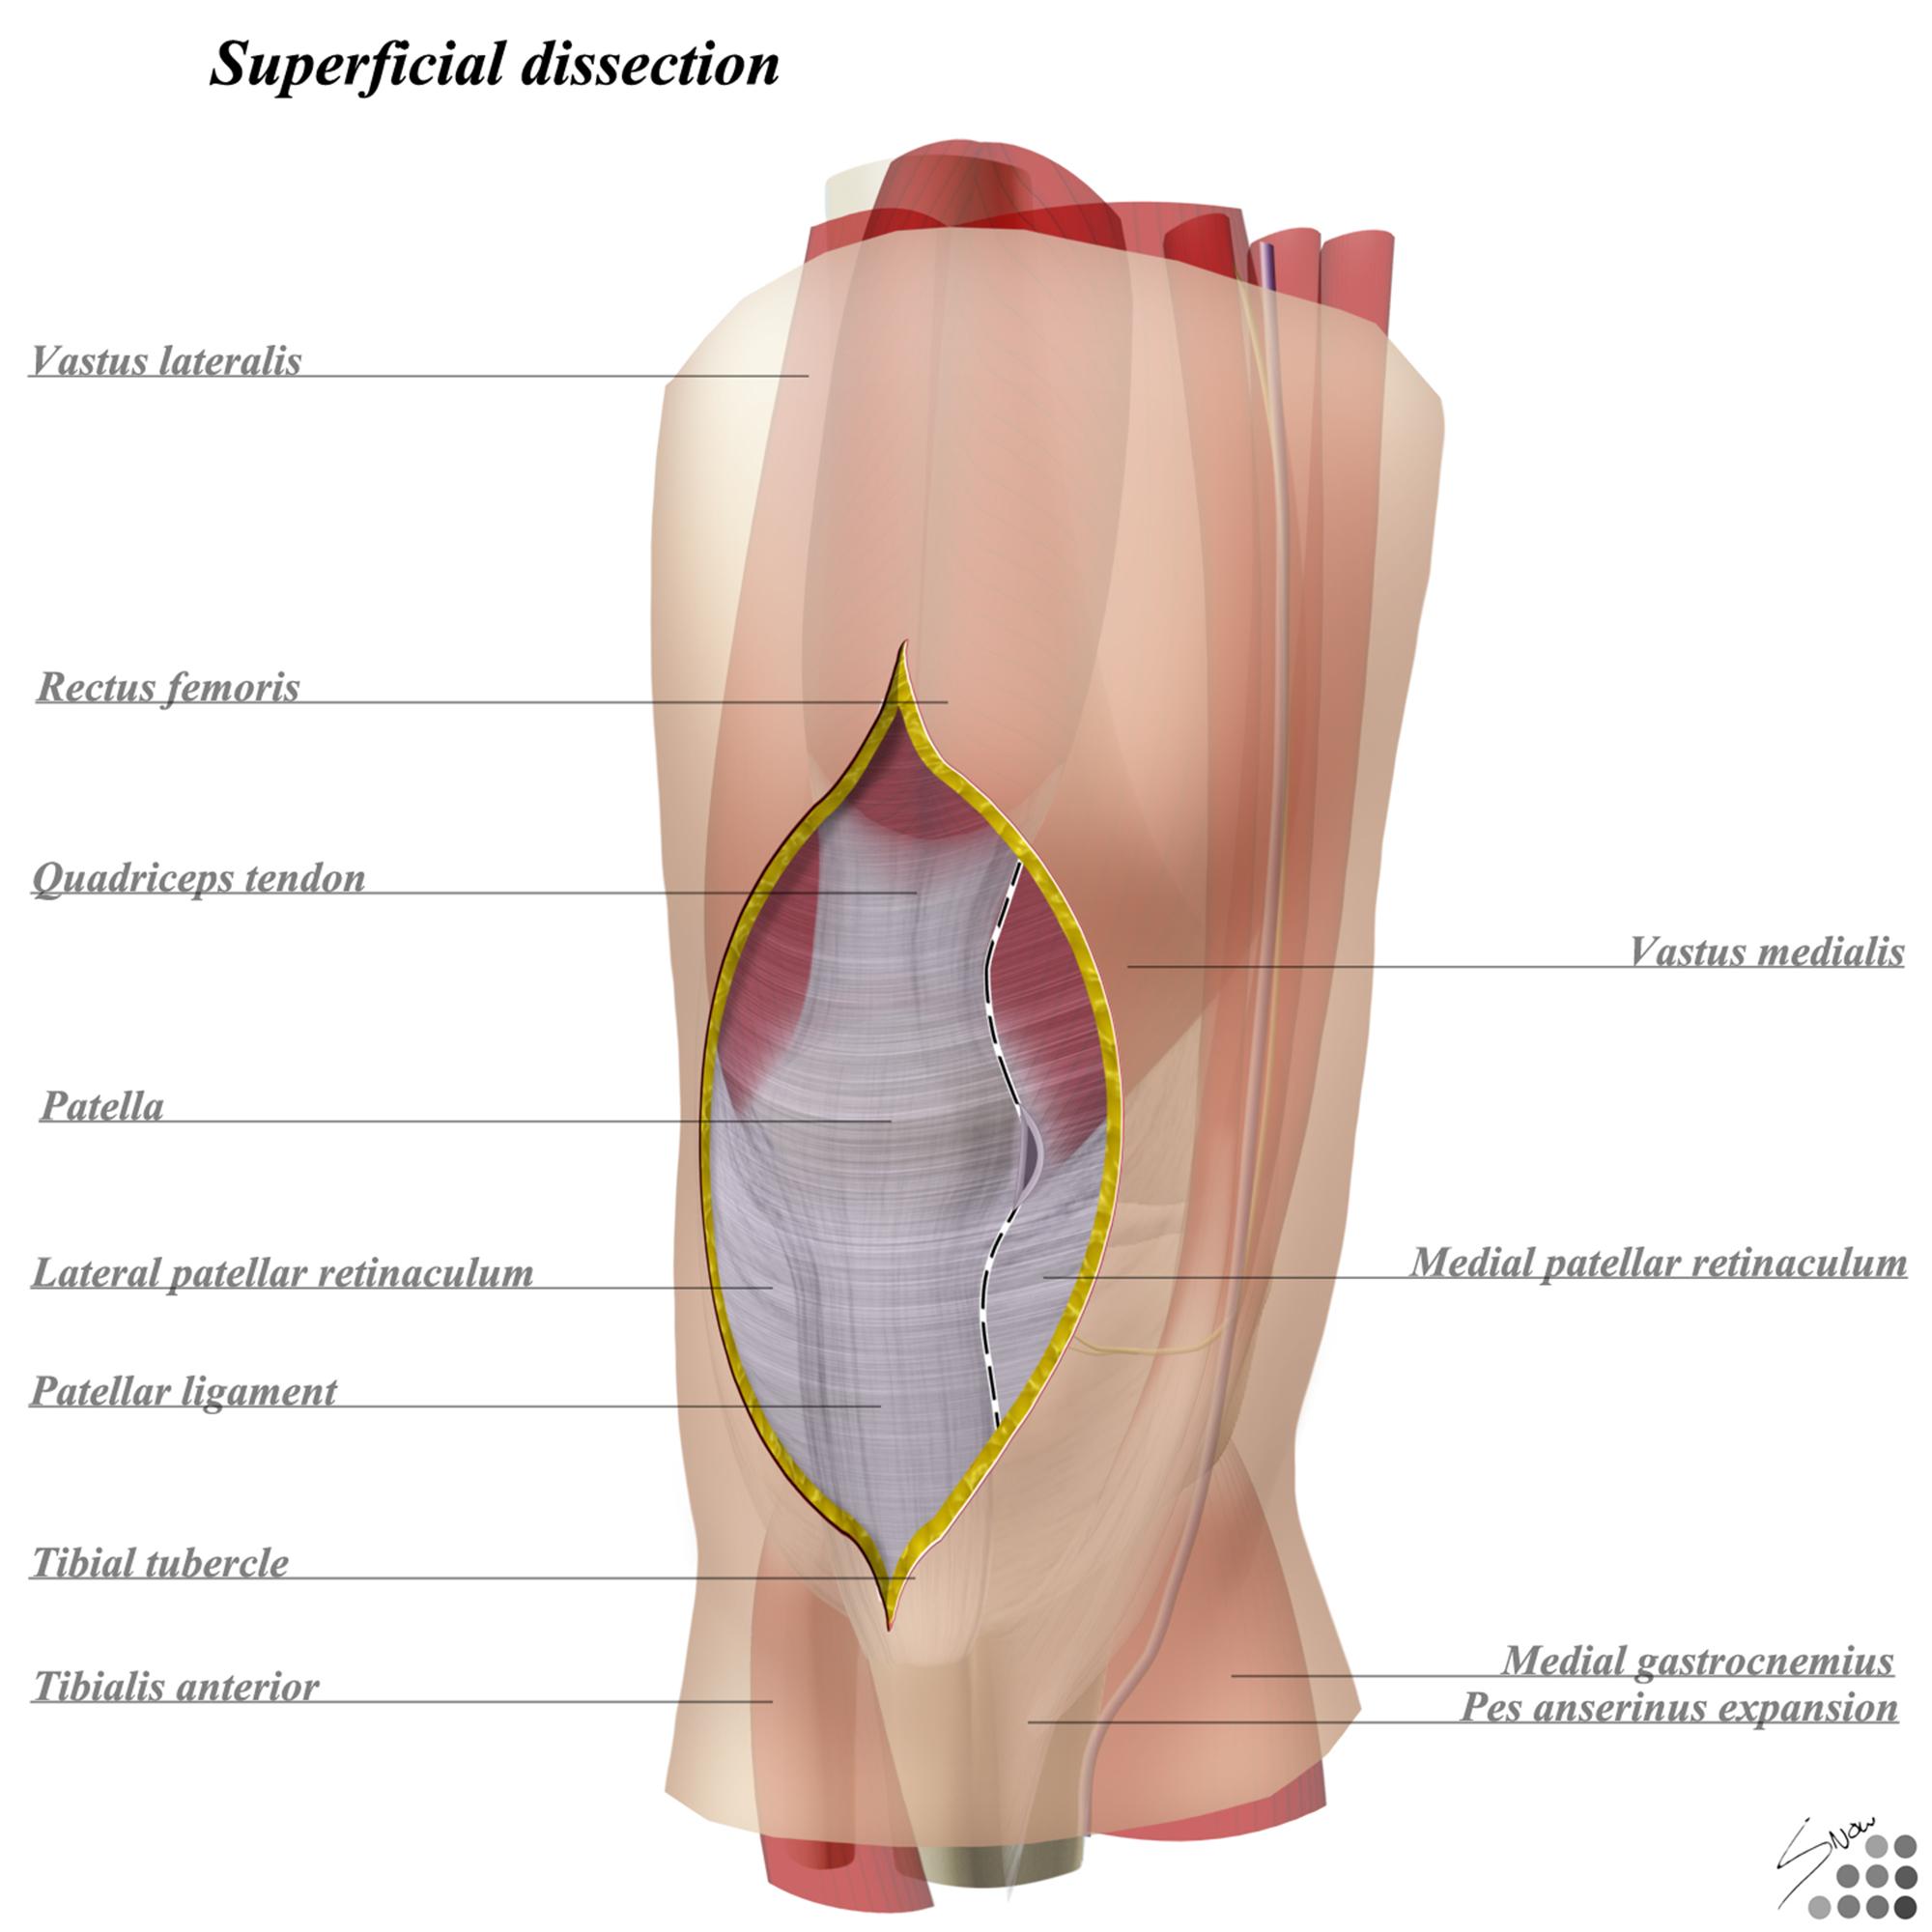 Superficial dissection
Vastus lateralis
Rectus femoris
Quadriceps tendon
Vastus medialis
Patella
Lateral patellar retinaculum
Medial patellar retinaculum
Patellar ligament
Tibial tubercle
Tibialis anterior
Medial gastrocnemius
Pes anserinus expansion
Snow